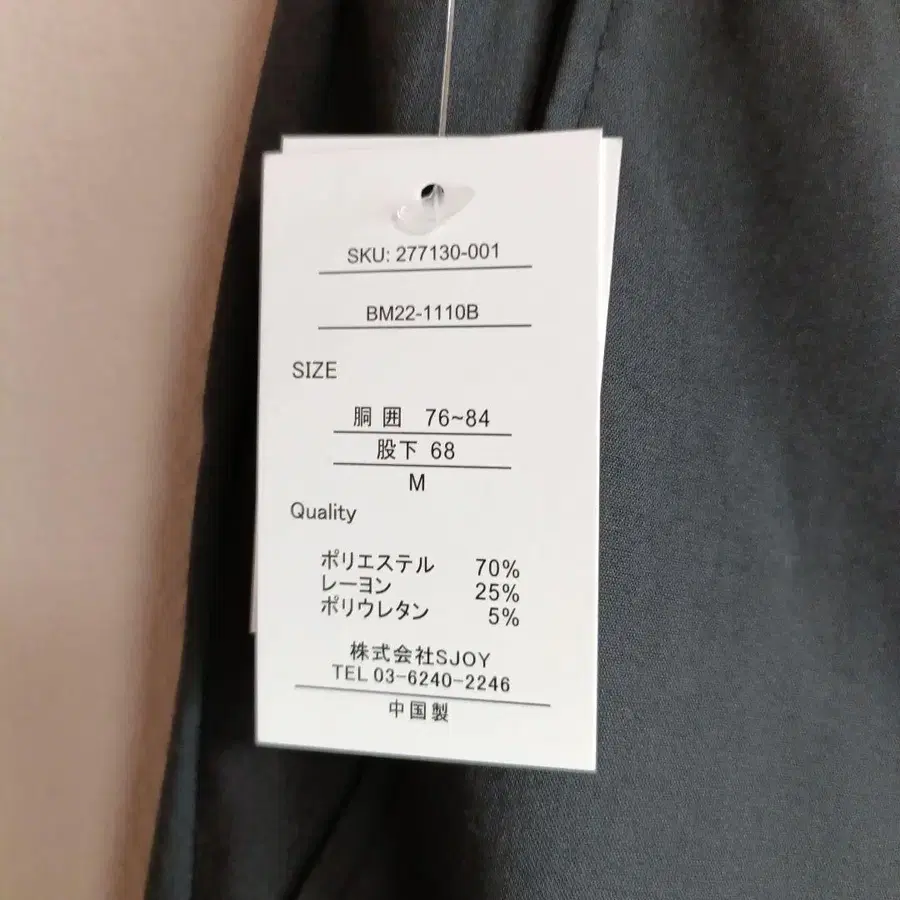 SKU: 277130-001
BM22-1110B
SIZE
胴 囲 76~84
股下 68
M
Quality
ポリエステル 70%
レーヨン 25%
ポリウレタン 5%
株式会社SJOY
TEL 03-6240-2246
中国製